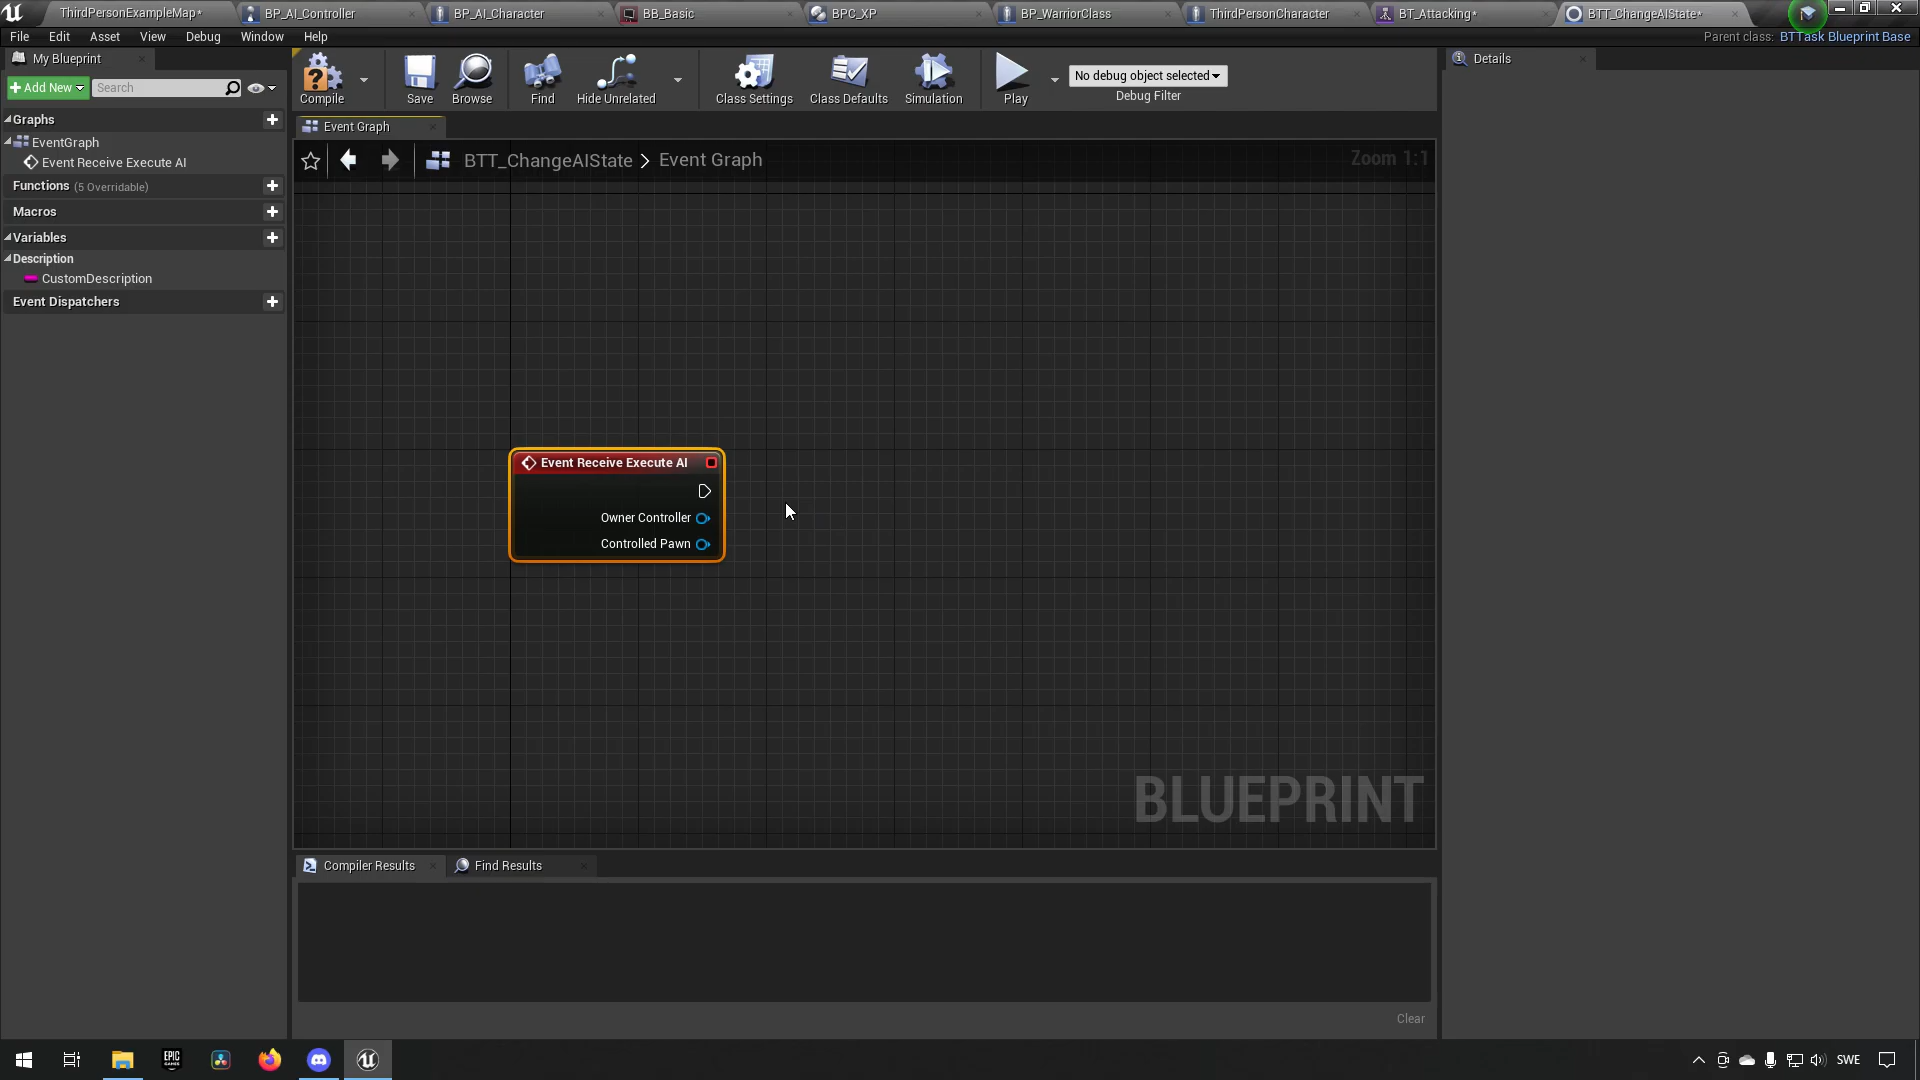 ThirdPersonExampleMap*
BP_AI_Controller
BP_AI_Character
BB_Basic
BPC_XP
BP_WarriorClass
ThirdPersonCharacter
BT_Attacking*
BTT_ChangeAIState*
File Edit Asset View Debug Window Help
Parent class: BTTask Blueprint Base
My Blueprint
Add New
Search
Graphs
EventGraph
Event Receive Execute AI
Functions (5 Overridable)
Macros
Variables
Description
CustomDescription
Event Dispatchers
Compile
Save
Browse
Find
Hide Unrelated
Class Settings
Class Defaults
Simulation
Play
No debug object selected
Debug Filter
Details
Event Graph
BTT_ChangeAIState > Event Graph
Zoom 1:1
Event Receive Execute AI
Owner Controller
Controlled Pawn
BLUEPRINT
Compiler Results
Find Results
Clear
EPIC
GAMES
SWE